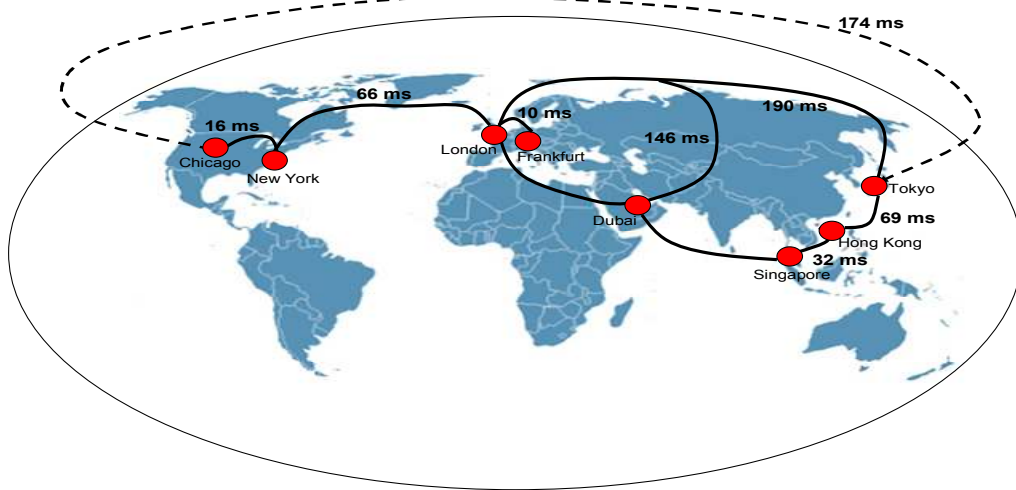 174 ms
66 ms
190 ms
10 ms
16 ms
146 ms
London
Frankfurt
Chicago
New York
Tokyo
Dubai
69 ms
Hong Kong
32 ms
Singapore